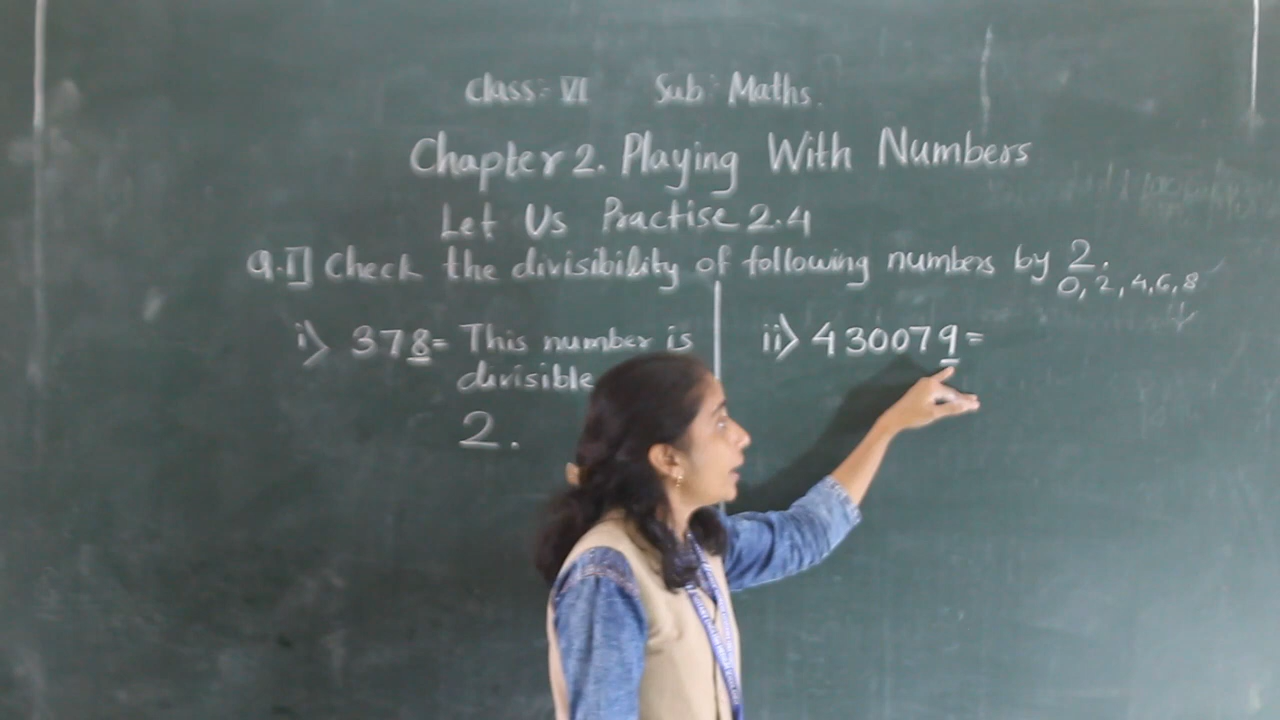 Class:- VI Sub: Maths.
Chapter 2. Playing With Numbers
Let Us Practise 2.4
Q.1] Check the divisibility of following numbers by 2.
0, 2, 4, 6, 8
i) 378 = This number is
divisible
2.
ii) 430079 =